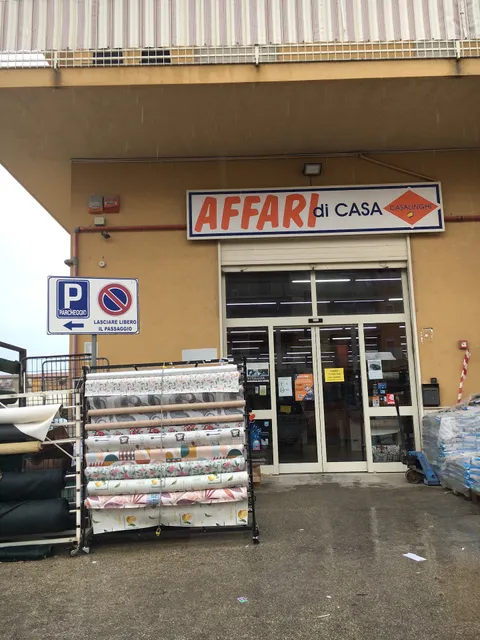 AFFARI di CASA
CASALINGHI
P
PARCHEGGIO
LASCIARE LIBERO
IL PASSAGGIO